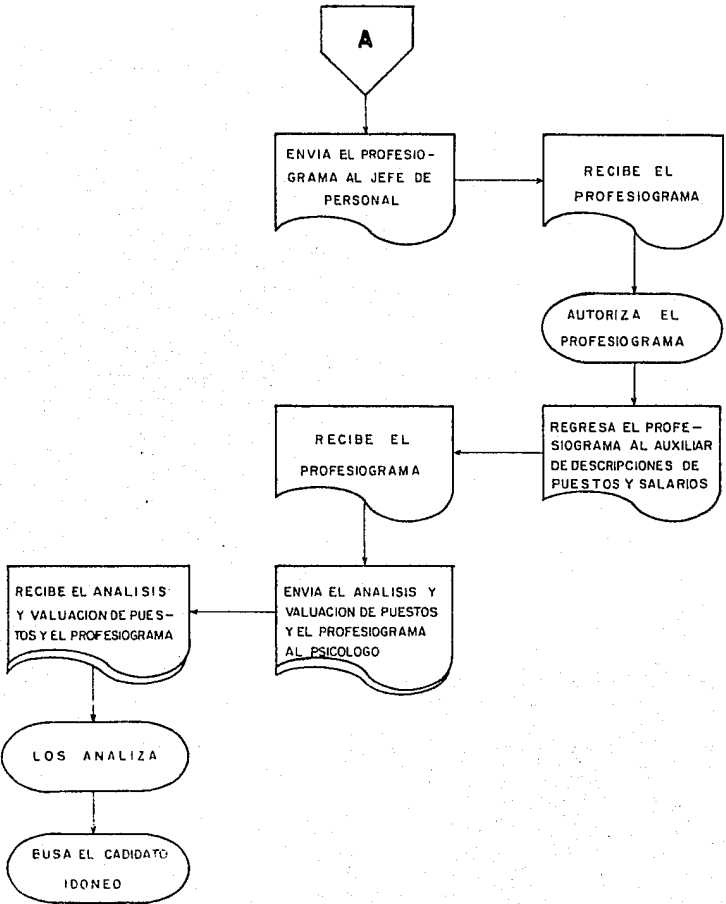 A
ENVIA EL PROFESIO-
GRAMA AL JEFE DE
PERSONAL
RECIBE EL
PROFESIOGRAMA
AUTORIZA EL
PROFESIOGRAMA
REGRESA EL PROFE-
SIOGRAMA AL AUXILIAR
DE DESCRIPCIONES DE
PUESTOS Y SALARIOS
RECIBE EL
PROFESIOGRAMA
ENVIA EL ANALISIS Y
VALUACION DE PUESTOS
Y EL PROFESIOGRAMA
AL PSICOLOGO
RECIBE EL ANALISIS
Y VALUACION DE PUES-
TOS Y EL PROFESIOGRAMA
LOS ANALIZA
BUSA EL CADIDATO
IDONEO